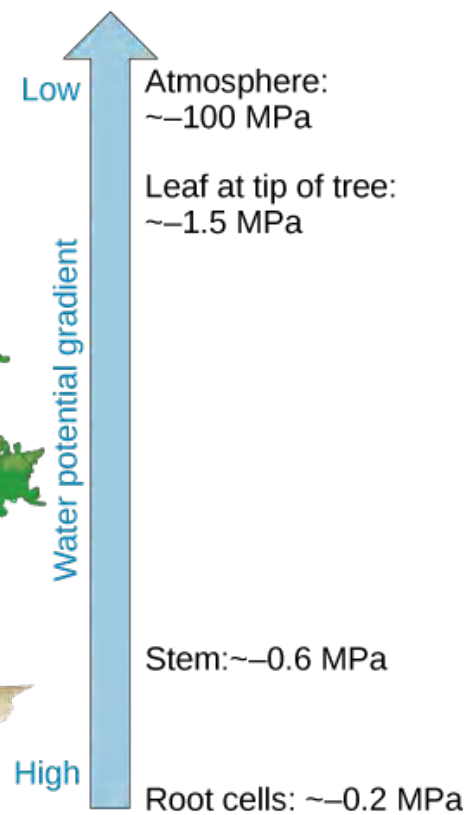 Low
Atmosphere:
~–100 MPa
Leaf at tip of tree:
~–1.5 MPa
Water potential gradient
Stem:~–0.6 MPa
High
Root cells: ~–0.2 MPa